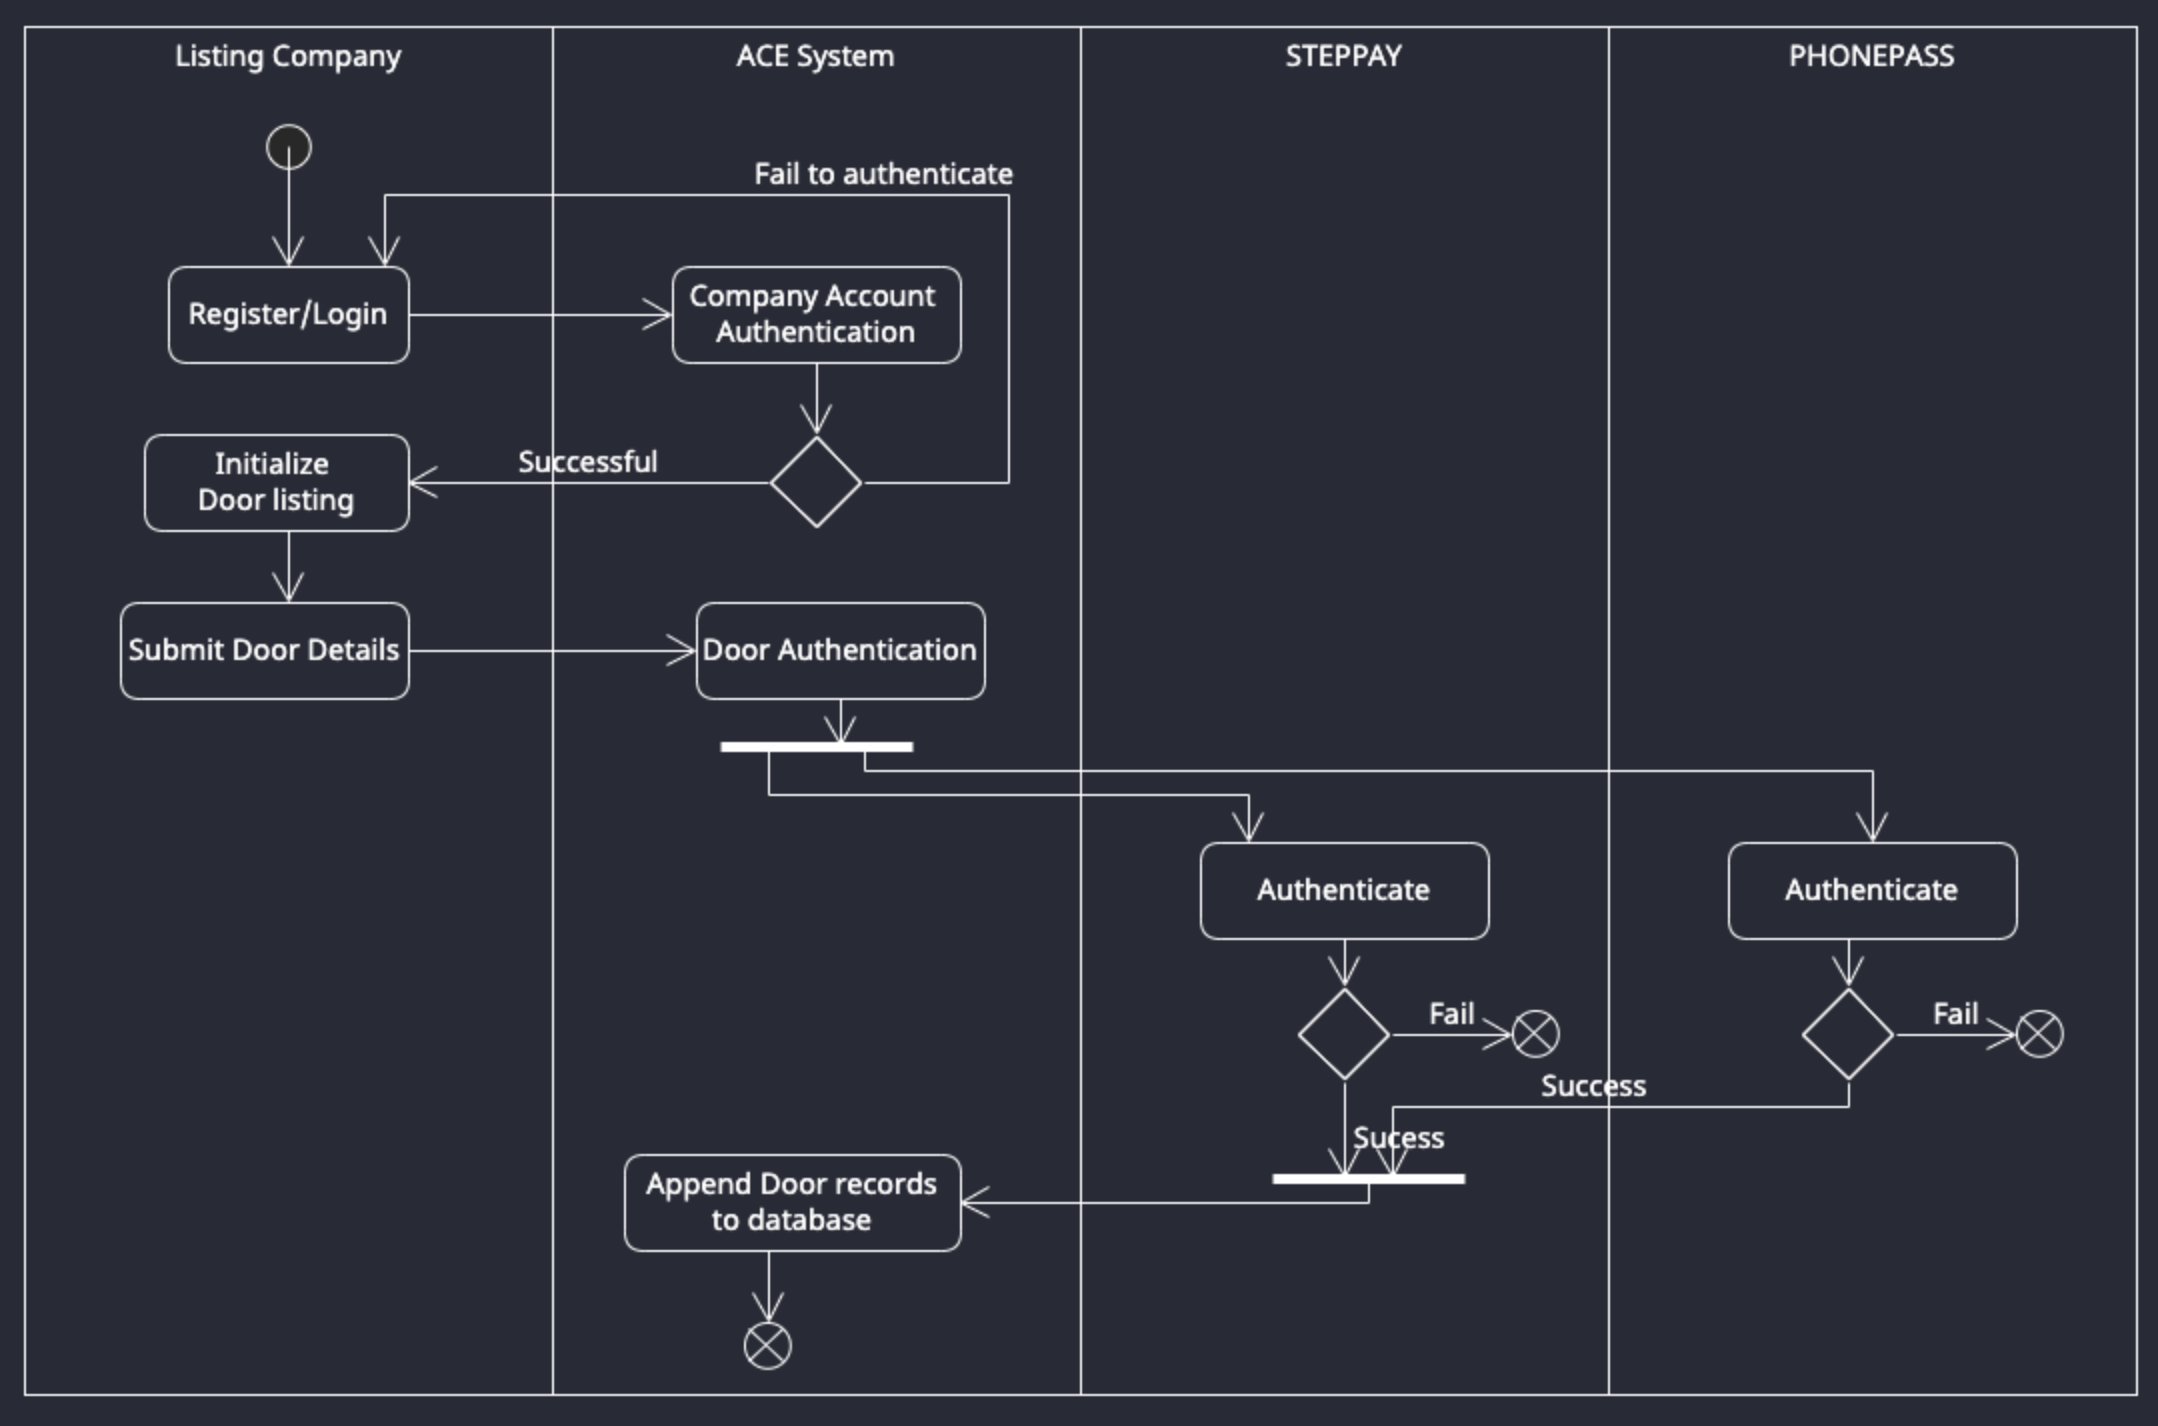 Listing Company
ACE System
STEPPAY
PHONEPASS
Fail to authenticate
Register/Login
Company Account
Authentication
Successful
Initialize
Door listing
Submit Door Details
Door Authentication
Authenticate
Authenticate
Fail
Fail
Success
Sucess
Append Door records
to database